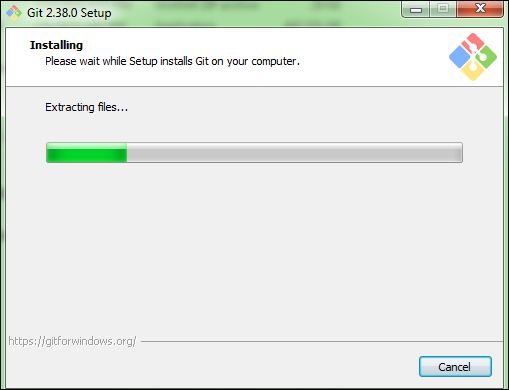 Git 2.38.0 Setup
Installing
Please wait while Setup installs Git on your computer.
Extracting files...
https://gitforwindows.org/
Cancel